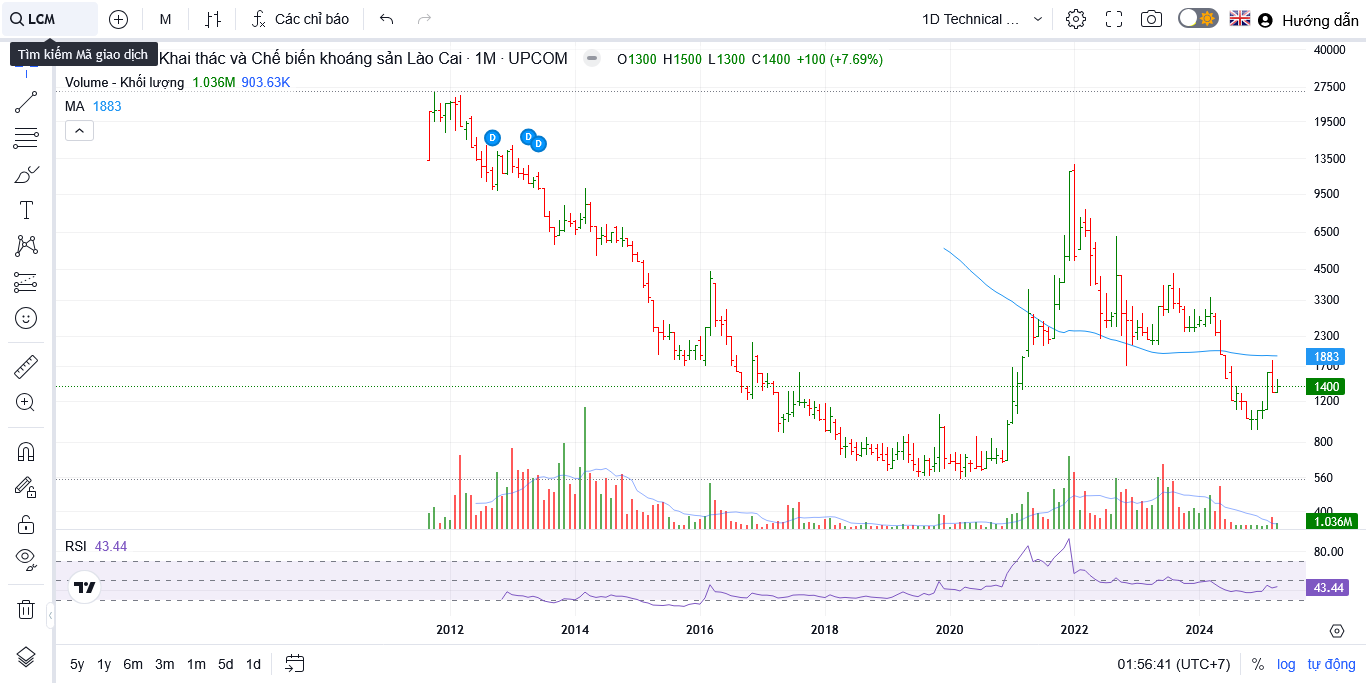 LCM
M
Các chỉ báo
1D Technical ...
Hướng dẫn
Tìm kiếm Mã giao dịch
Khai thác và Chế biến khoáng sản Lào Cai · 1M · UPCOM
O1300 H1500 L1300 C1400 +100 (+7.69%)
Volume - Khối lượng 1.036M 903.63K
MA 1883
D
D
D
40000
27500
19500
13500
9500
6500
4500
3300
2300
1883
1700
1400
1200
800
560
400
1.036M
RSI 43.44
80.00
43.44
2012 2014 2016 2018 2020 2022 2024
5y 1y 6m 3m 1m 5d 1d
01:56:41 (UTC+7) % log tự động